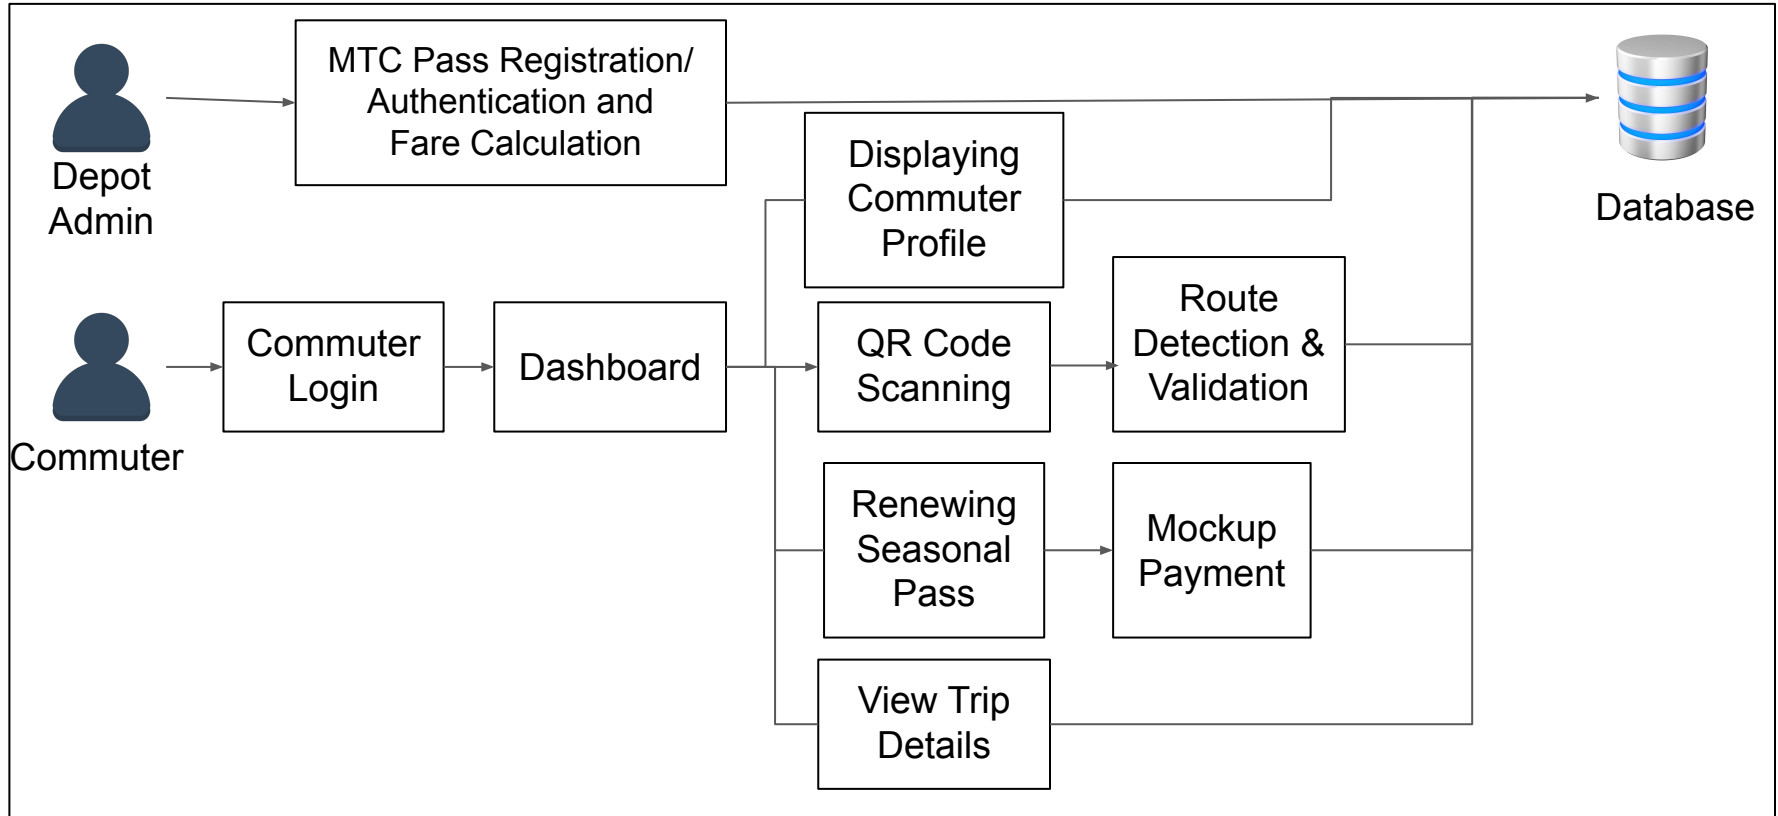 MTC Pass Registration/
Authentication and
Fare Calculation
Depot
Admin
Displaying
Commuter
Profile
Database
Commuter
Commuter
Login
Dashboard
QR Code
Scanning
Route
Detection &
Validation
Renewing
Seasonal
Pass
Mockup
Payment
View Trip
Details